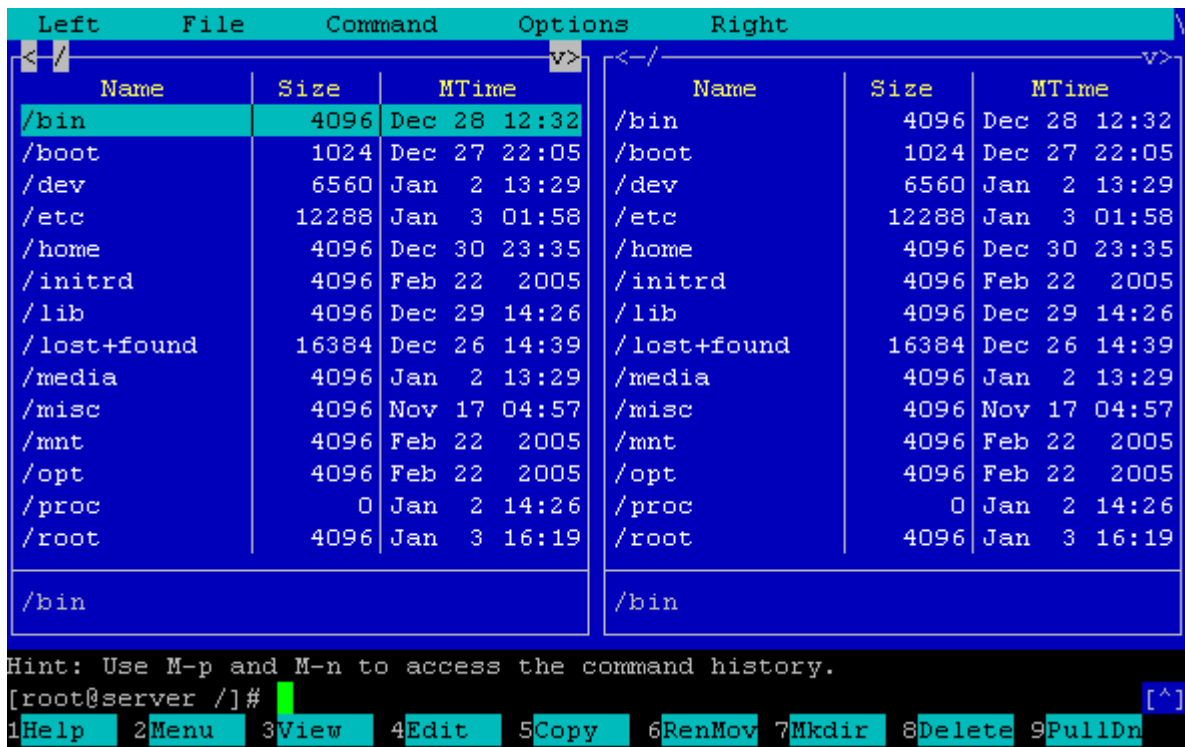 Left File Command Options Right \
<-/ v> <-/ v>
Name Size MTime Name Size MTime
/bin 4096 Dec 28 12:32 /bin 4096 Dec 28 12:32
/boot 1024 Dec 27 22:05 /boot 1024 Dec 27 22:05
/dev 6560 Jan 2 13:29 /dev 6560 Jan 2 13:29
/etc 12288 Jan 3 01:58 /etc 12288 Jan 3 01:58
/home 4096 Dec 30 23:35 /home 4096 Dec 30 23:35
/initrd 4096 Feb 22 2005 /initrd 4096 Feb 22 2005
/lib 4096 Dec 29 14:26 /lib 4096 Dec 29 14:26
/lost+found 16384 Dec 26 14:39 /lost+found 16384 Dec 26 14:39
/media 4096 Jan 2 13:29 /media 4096 Jan 2 13:29
/misc 4096 Nov 17 04:57 /misc 4096 Nov 17 04:57
/mnt 4096 Feb 22 2005 /mnt 4096 Feb 22 2005
/opt 4096 Feb 22 2005 /opt 4096 Feb 22 2005
/proc 0 Jan 2 14:26 /proc 0 Jan 2 14:26
/root 4096 Jan 3 16:19 /root 4096 Jan 3 16:19
/bin /bin
Hint: Use M-p and M-n to access the command history.
[root@server /]# [^]
1Help 2Menu 3View 4Edit 5Copy 6RenMov 7Mkdir 8Delete 9PullDn